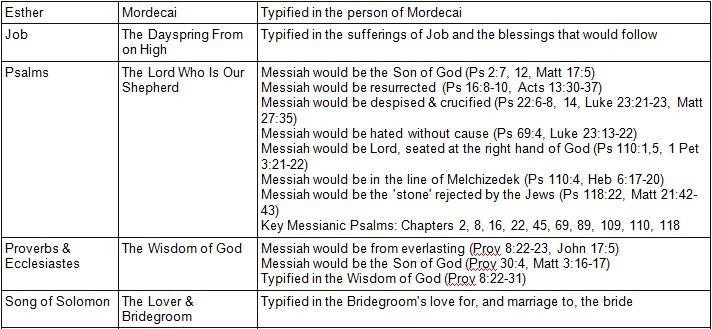 Esther Mordecai Typified in the person of Mordecai
Job The Dayspring From Typified in the sufferings of Job and the blessings that would follow
on High
Psalms The Lord Who Is Our Messiah would be the Son of God (Ps 2:7, 12, Matt 17:5)
Shepherd Messiah would be resurrected (Ps 16:8-10, Acts 13:30-37)
Messiah would be despised & crucified (Ps 22:6-8, 14, Luke 23:21-23, Matt
27:35)
Messiah would be hated without cause (Ps 69:4, Luke 23:13-22)
Messiah would be Lord, seated at the right hand of God (Ps 110:1,5, 1 Pet
3:21-22)
Messiah would be in the line of Melchizedek (Ps 110:4, Heb 6:17-20)
Messiah would be the 'stone' rejected by the Jews (Ps 118:22, Matt 21:42-
43)
Key Messianic Psalms: Chapters 2, 8, 16, 22, 45, 69, 89, 109, 110, 118
Proverbs & The Wisdom of God Messiah would be from everlasting (Prov 8:22-23, John 17:5)
Ecclesiastes Messiah would be the Son of God (Prov 30:4, Matt 3:16-17)
Typified in the Wisdom of God (Prov 8:22-31)
Song of Solomon The Lover & Typified in the Bridegroom's love for, and marriage to, the bride
Bridegroom